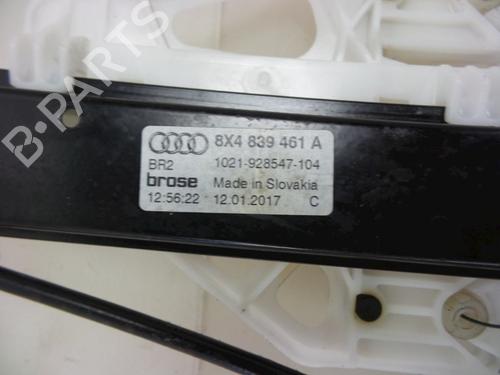 B-PARTS
8X4 839 461 A
BR2 1021-928547-104
brose Made in Slovakia
12:56:22 12.01.2017 C